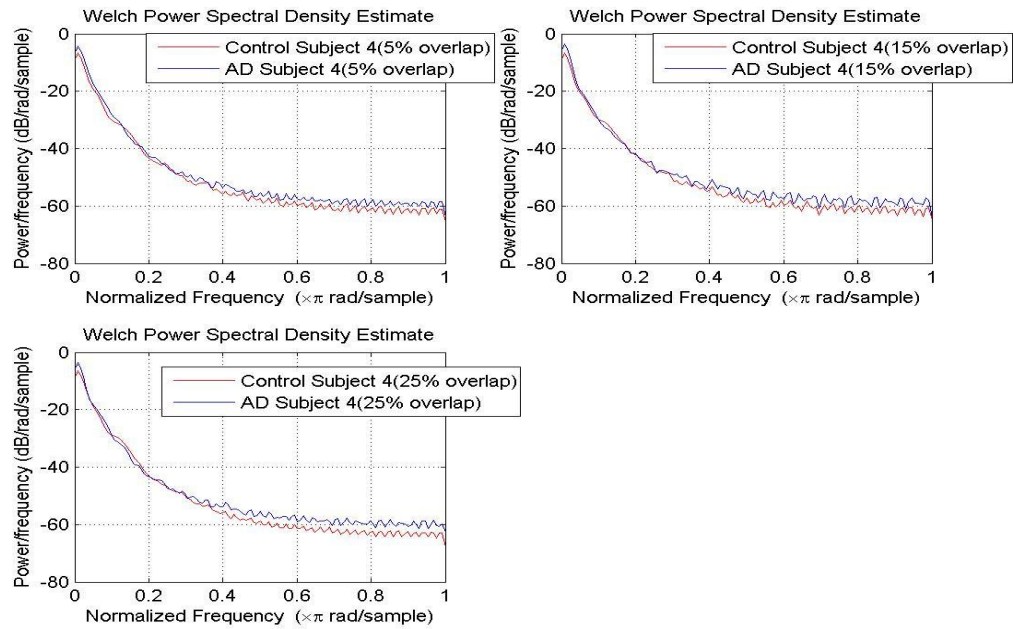 Welch Power Spectral Density Estimate
Control Subject 4(5% overlap)
AD Subject 4(5% overlap)
Power/frequency (dB/rad/sample)
0
-20
-40
-60
-80
0 0.2 0.4 0.6 0.8 1
Normalized Frequency (×π rad/sample)
Welch Power Spectral Density Estimate
Control Subject 4(15% overlap)
AD Subject 4(15% overlap)
Power/frequency (dB/rad/sample)
0
-20
-40
-60
-80
0 0.2 0.4 0.6 0.8 1
Normalized Frequency (×π rad/sample)
Welch Power Spectral Density Estimate
Control Subject 4(25% overlap)
AD Subject 4(25% overlap)
Power/frequency (dB/rad/sample)
0
-20
-40
-60
-80
0 0.2 0.4 0.6 0.8 1
Normalized Frequency (×π rad/sample)